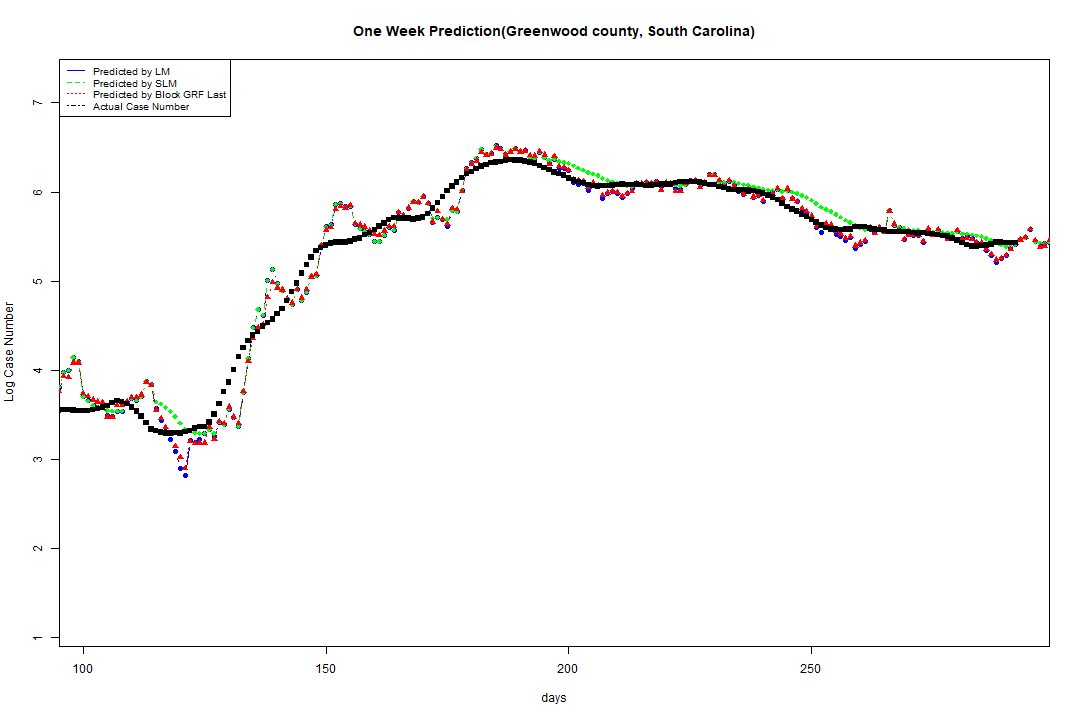 One Week Prediction(Greenwood county, South Carolina)
Predicted by LM
Predicted by SLM
Predicted by Block GRF Last
Actual Case Number
7
6
5
4
3
2
1
Log Case Number
100 150 200 250
days